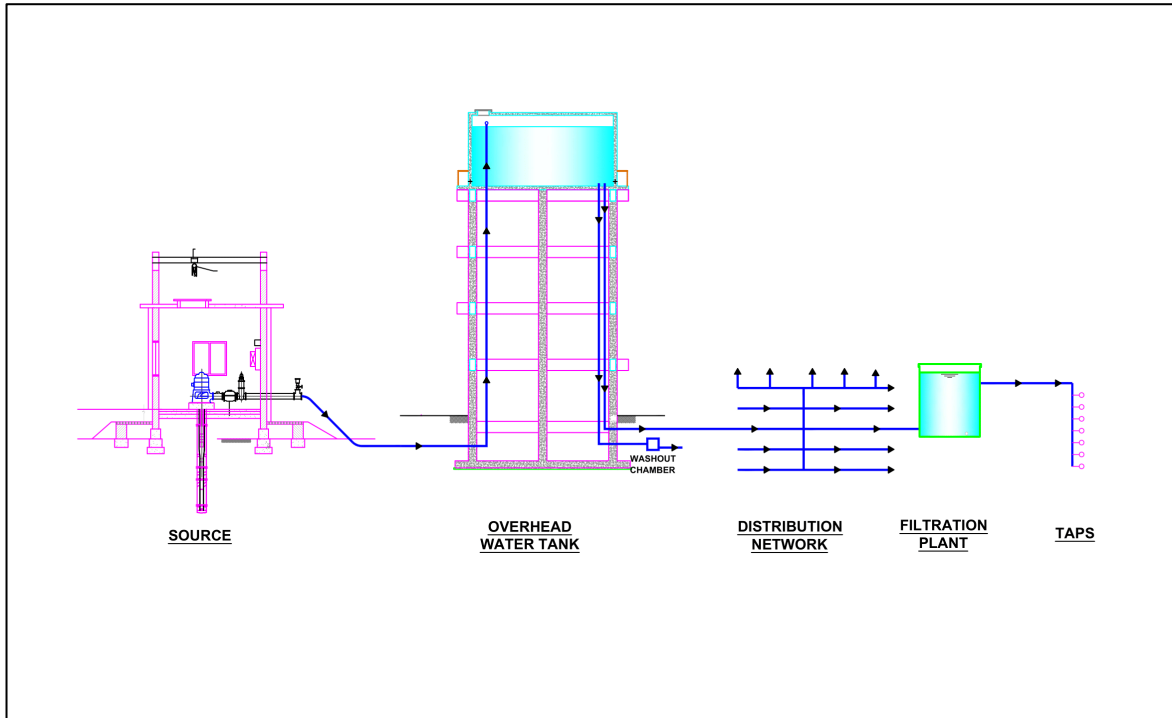 WASHOUT
CHAMBER
SOURCE
OVERHEAD
WATER TANK
DISTRIBUTION
NETWORK
FILTRATION
PLANT
TAPS